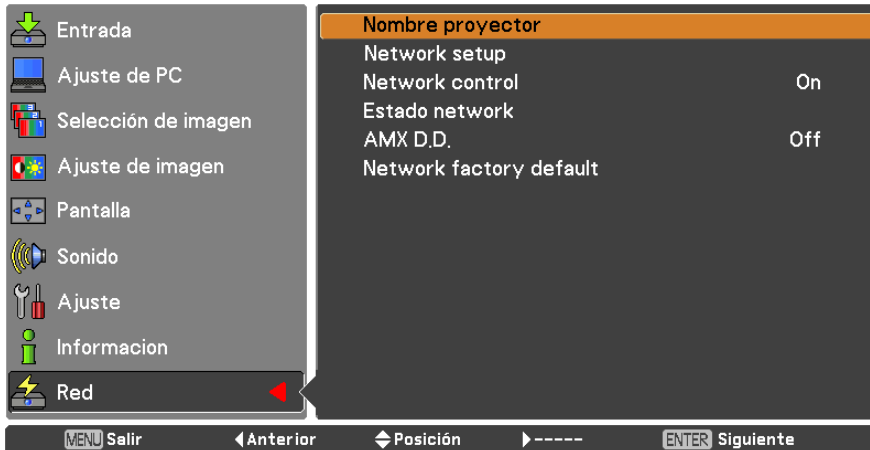 Entrada
Ajuste de PC
Selección de imagen
Ajuste de imagen
Pantalla
Sonido
Ajuste
Informacion
Red
Nombre proyector
Network setup
Network control On
Estado network
AMX D.D. Off
Network factory default
MENU Salir Anterior Posición ----- ENTER Siguiente